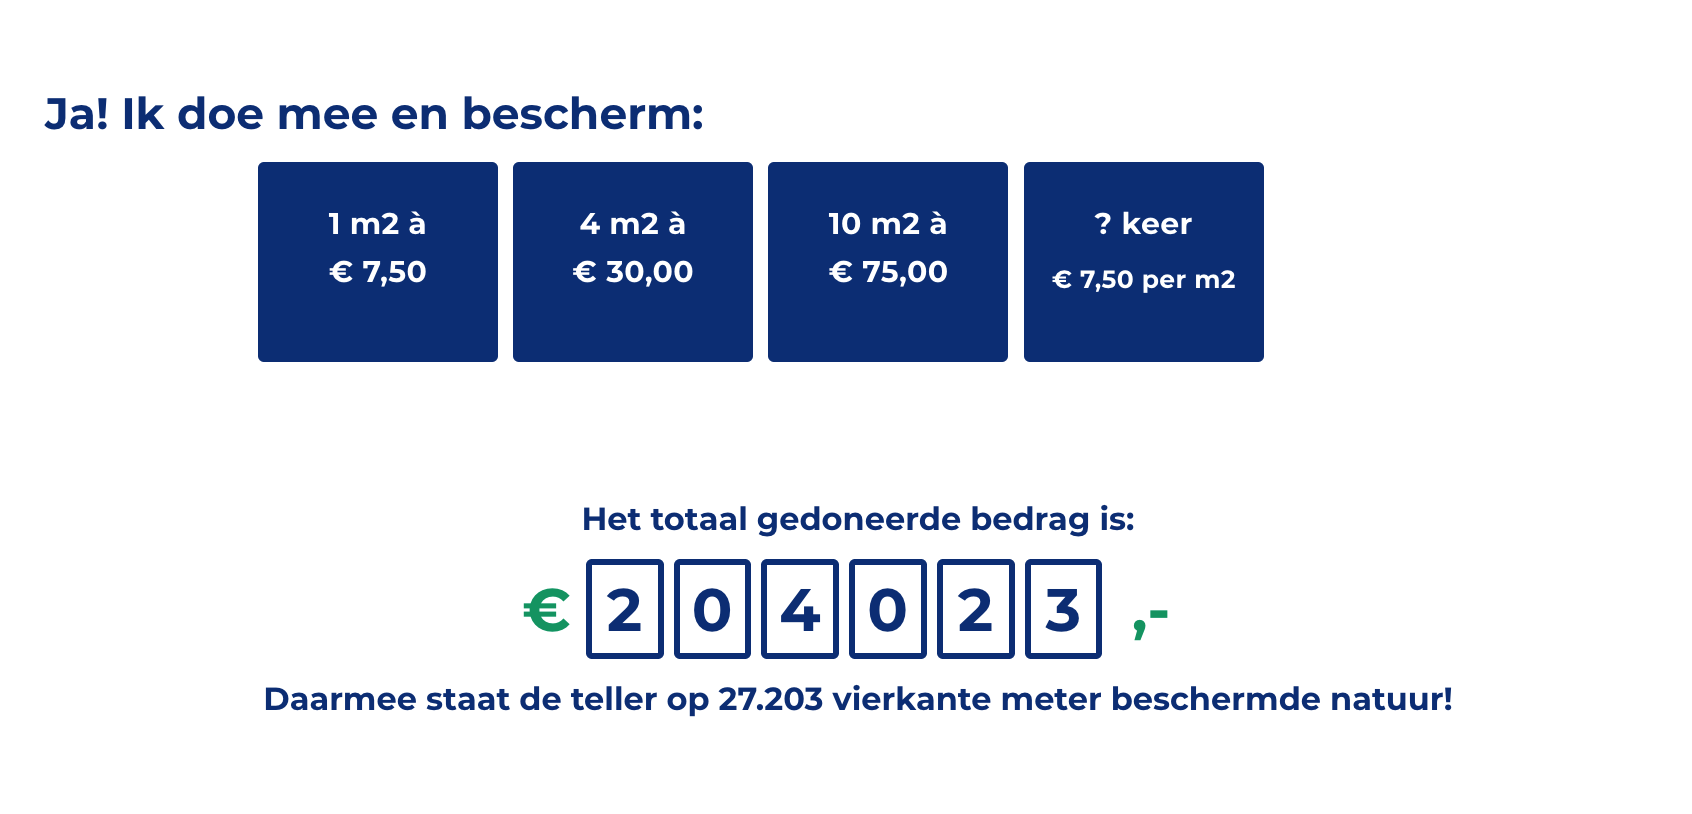 Ja! Ik doe mee en bescherm:
1 m2 à
€ 7,50
4 m2 à
€ 30,00
10 m2 à
€ 75,00
? keer
€ 7,50 per m2
Het totaal gedoneerde bedrag is:
€ 2 0 4 0 2 3 ,-
Daarmee staat de teller op 27.203 vierkante meter beschermde natuur!